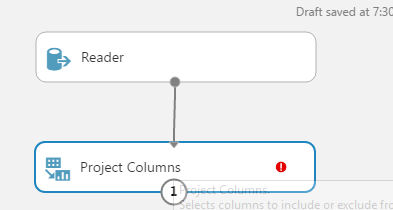 Draft saved at 7:30
Reader
Project Columns
1
Project Columns.
Selects columns to include or exclude fro